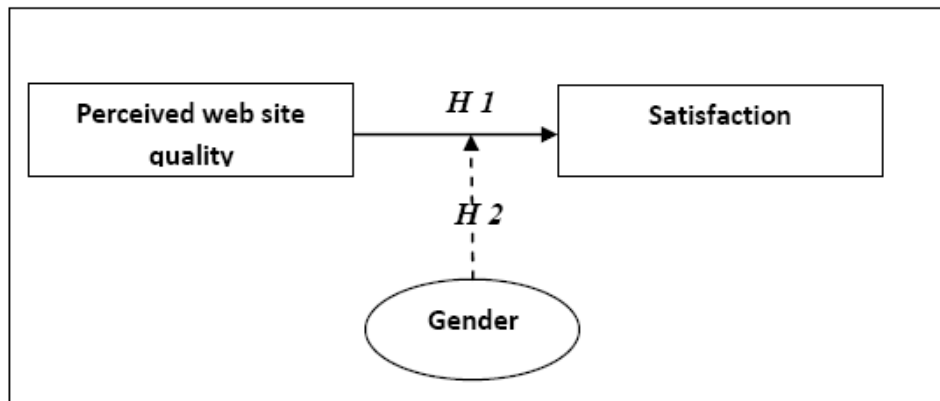 Perceived web site
quality
H 1
Satisfaction
H 2
Gender